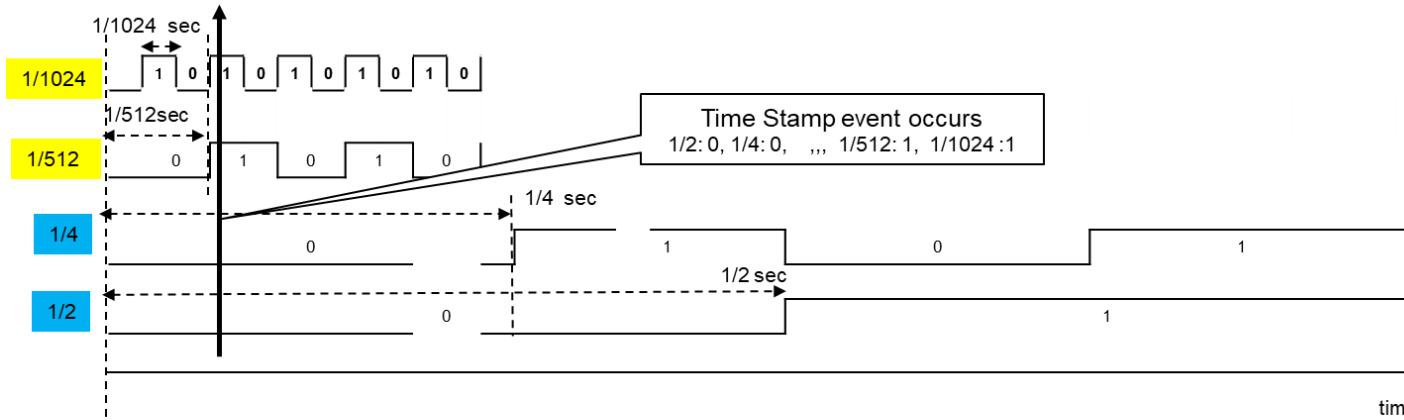 1/1024 sec
1/1024
1 0 1 0 1 0 1 0 1 0
1/512sec
1/512
0 1 0 1 0
Time Stamp event occurs
1/2: 0, 1/4: 0, ,,, 1/512: 1, 1/1024 :1
1/4 sec
1/4
0 1 0 1
1/2 sec
1/2
0 1
tim